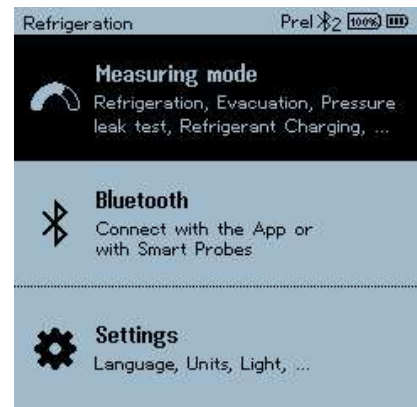 Refrigeration Prel 2 100%
Measuring mode
Refrigeration, Evacuation, Pressure
leak test, Refrigerant Charging, ...
Bluetooth
Connect with the App or
with Smart Probes
Settings
Language, Units, Light, ...